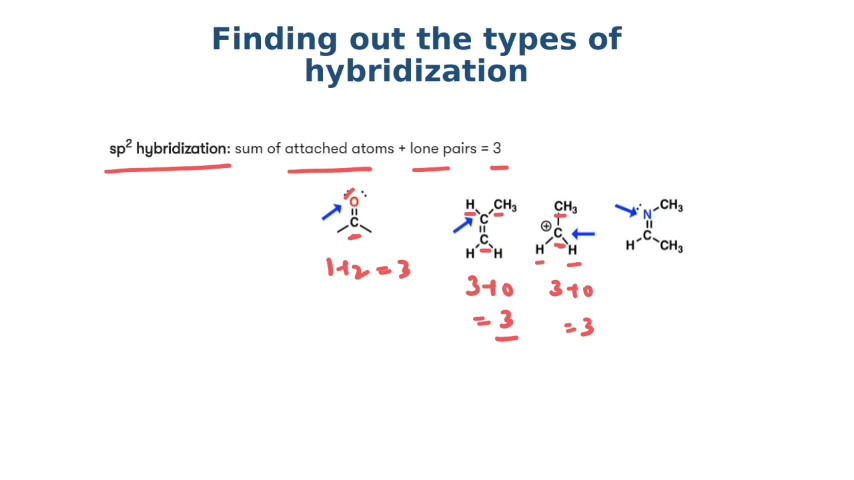 Finding out the types of
hybridization
sp² hybridization: sum of attached atoms + lone pairs = 3
O
C
H CH₃
C
C
H H
CH₃
⊕
C
H H
N CH₃
C
H CH₃
1+2 = 3
3+0
= 3
3+0
= 3